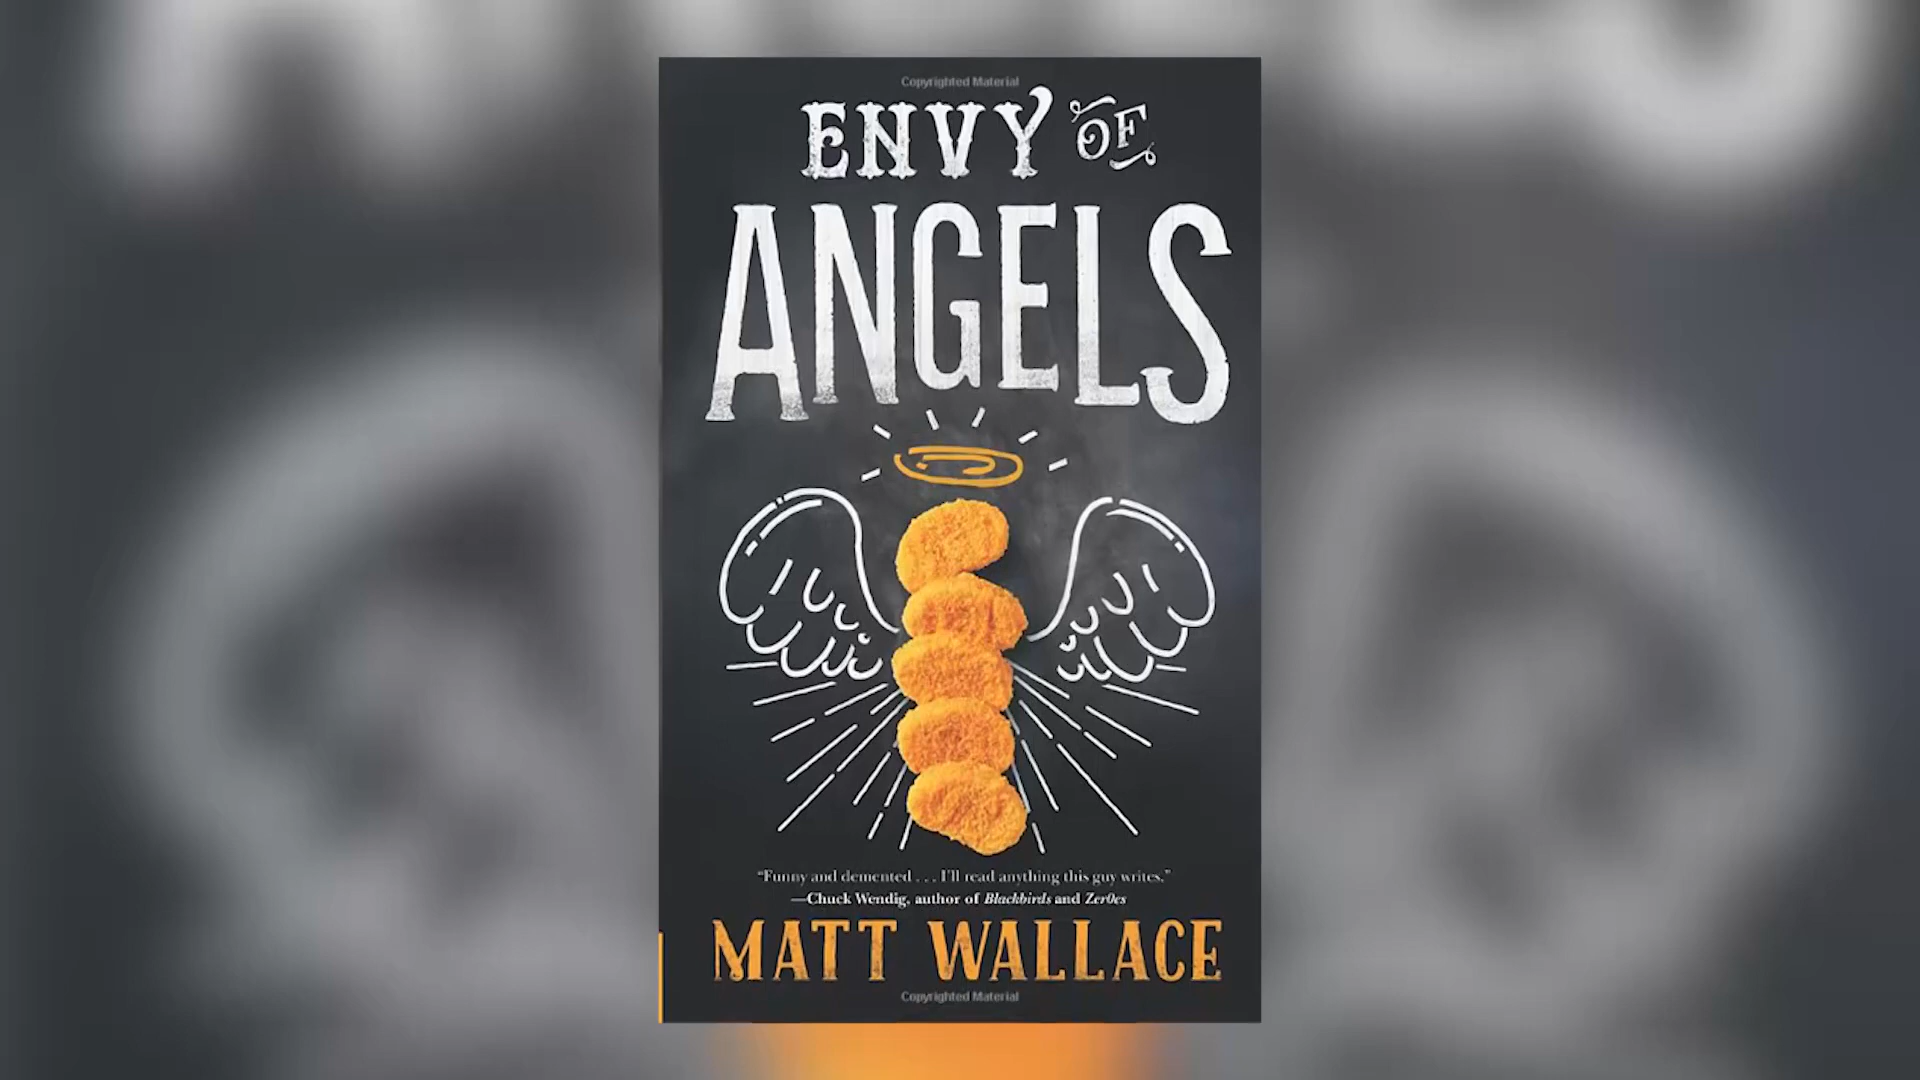 Copyrighted Material
ENVY OF
ANGELS
“Funny and demented . . . I’ll read anything this guy writes.”
—Chuck Wendig, author of Blackbirds and Zer0es
MATT WALLACE
Copyrighted Material